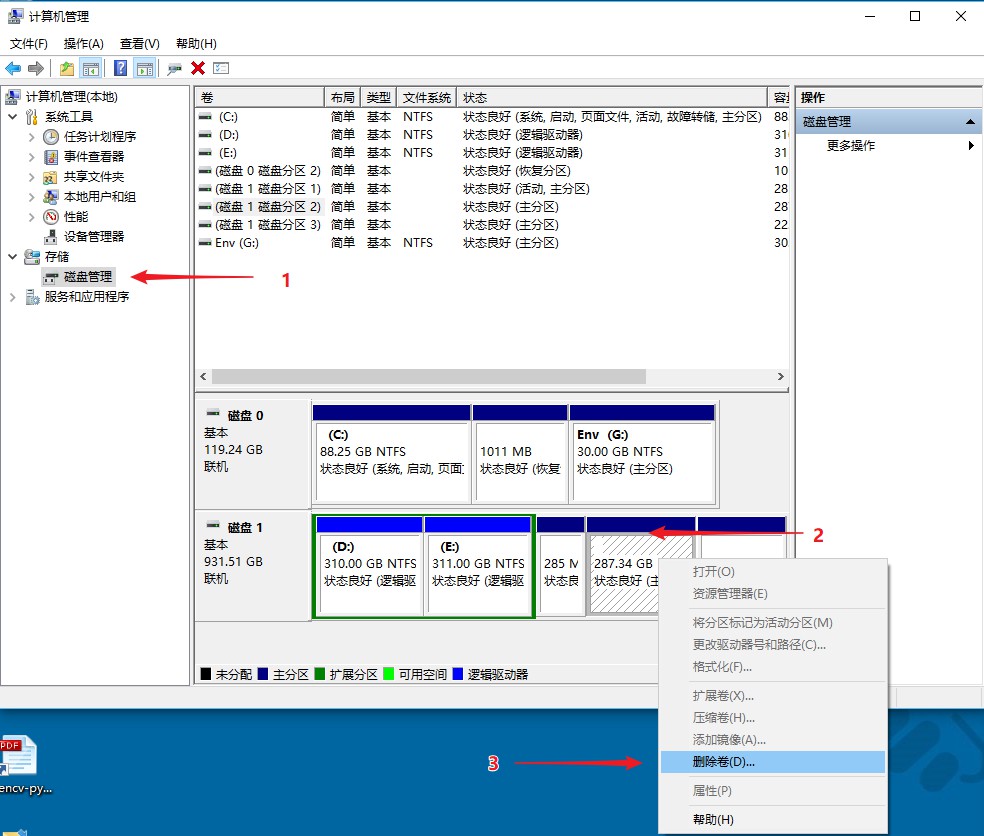 计算机管理
文件(F) 操作(A) 查看(V) 帮助(H)
计算机管理(本地)
系统工具
任务计划程序
事件查看器
共享文件夹
本地用户和组
性能
设备管理器
存储
磁盘管理
服务和应用程序
1
卷 布局 类型 文件系统 状态
(C:) 简单 基本 NTFS 状态良好 (系统, 启动, 页面文件, 活动, 故障转储, 主分区) 88
(D:) 简单 基本 NTFS 状态良好 (逻辑驱动器) 31
(E:) 简单 基本 NTFS 状态良好 (逻辑驱动器) 31
(磁盘 0 磁盘分区 2) 简单 基本 状态良好 (恢复分区) 10
(磁盘 1 磁盘分区 1) 简单 基本 状态良好 (活动, 主分区) 28
(磁盘 1 磁盘分区 2) 简单 基本 状态良好 (主分区) 28
(磁盘 1 磁盘分区 3) 简单 基本 状态良好 (主分区) 22
Env (G:) 简单 基本 NTFS 状态良好 (主分区) 30
操作
磁盘管理
更多操作
磁盘 0
基本
119.24 GB
联机
(C:)
88.25 GB NTFS
状态良好 (系统, 启动, 页面
1011 MB
状态良好 (恢复
Env (G:)
30.00 GB NTFS
状态良好 (主分区)
磁盘 1
基本
931.51 GB
联机
(D:)
310.00 GB NTFS
状态良好 (逻辑驱
(E:)
311.00 GB NTFS
状态良好 (逻辑驱
285 M
状态良
287.34 GB
状态良好 (主
2
未分配 主分区 扩展分区 可用空间 逻辑驱动器
打开(O)
资源管理器(E)
将分区标记为活动分区(M)
更改驱动器号和路径(C)...
格式化(F)...
扩展卷(X)...
压缩卷(H)...
添加镜像(A)...
删除卷(D)...
属性(P)
帮助(H)
3
PDF
encv-py...